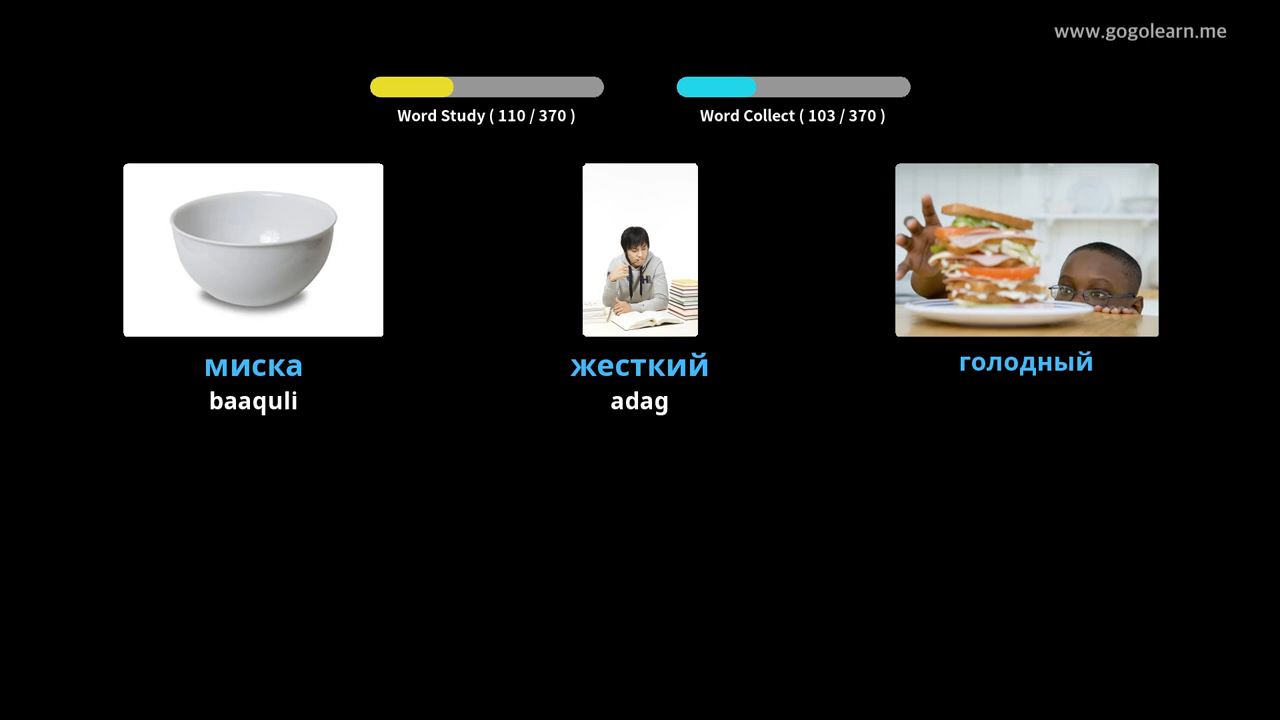 www.gogolearn.me
Word Study ( 110 / 370 )
Word Collect ( 103 / 370 )
миска
baaquli
жесткий
adag
голодный